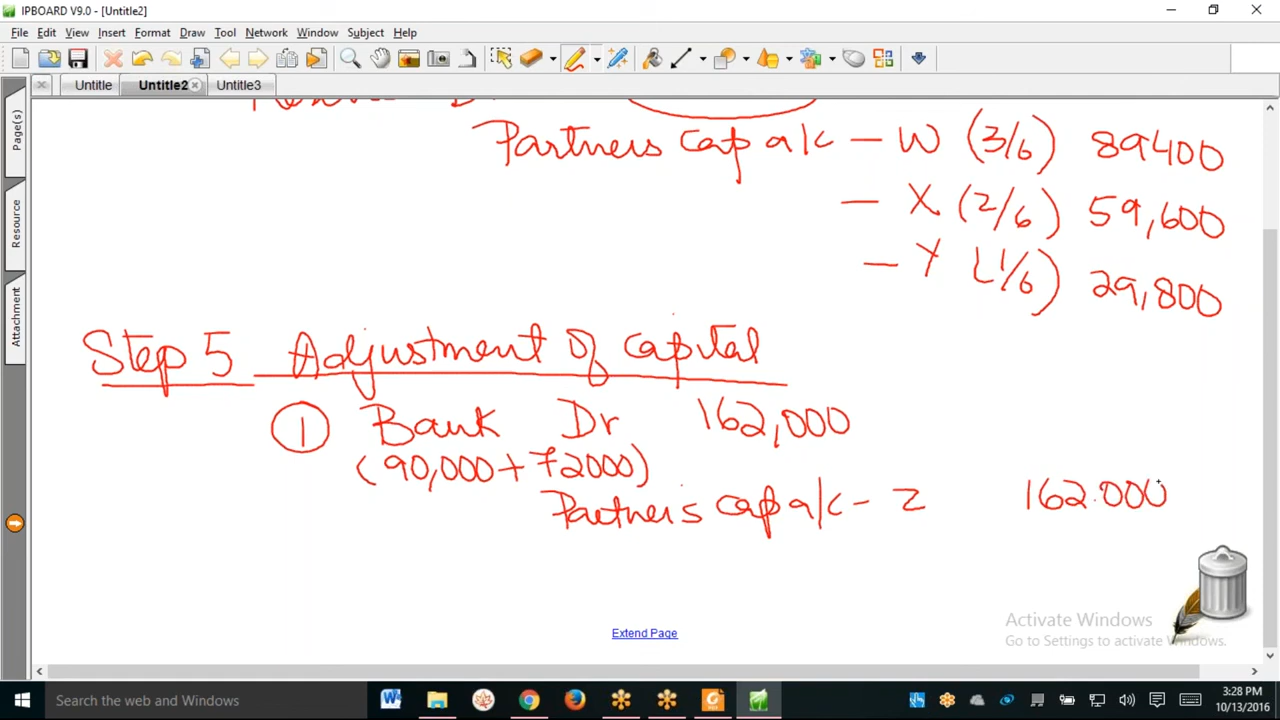 IPBOARD V9.0 - [Untitle2]
File Edit View Insert Format Draw Tool Network Window Subject Help
Untitle Untitle2 Untitle3
Page(s)
Resource
Attachment
Partners cap a/c - W (3/6) 89400
- X (2/6) 59,600
- Y (1/6) 29,800
Step 5 Adjustment of capital
① Bank Dr 162,000
(90,000 + 72000)
Partners cap a/c - Z 162.000
Extend Page
Activate Windows
Go to Settings to activate Windows.
Search the web and Windows
3:28 PM
10/13/2016